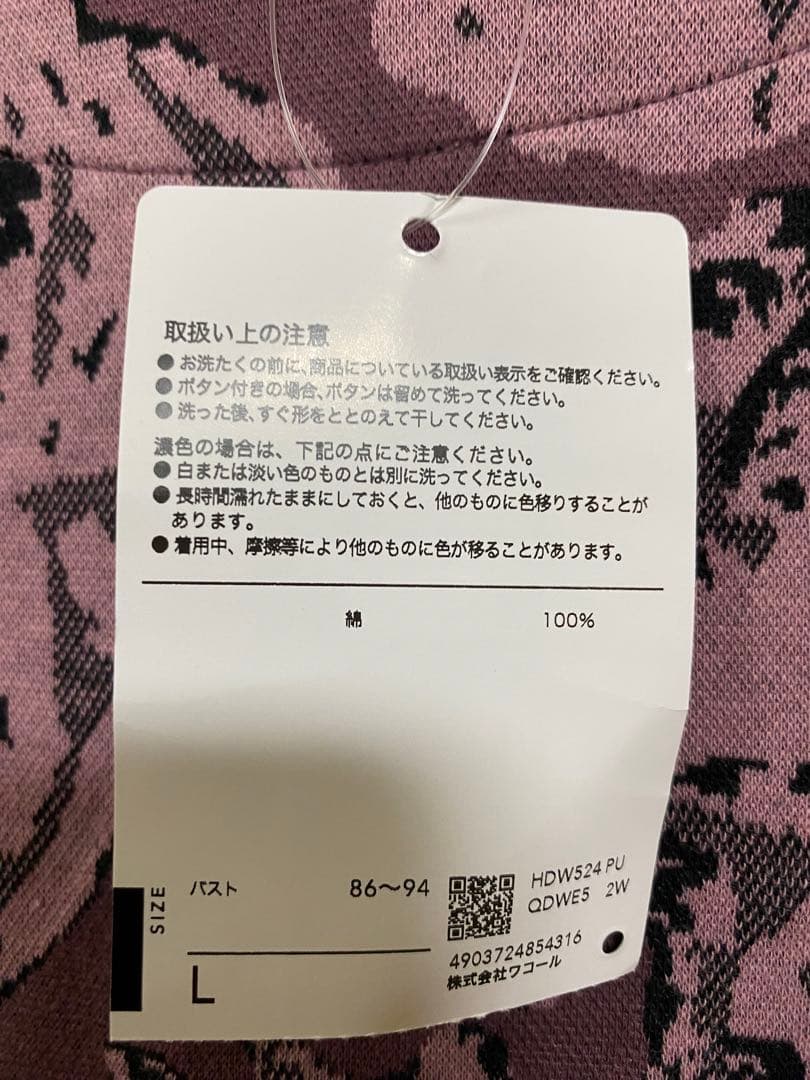 取扱い上の注意
●お洗たくの前に、商品についている取扱い表示をご確認ください。
●ボタン付きの場合、ボタンは留めて洗ってください。
●洗った後、すぐ形をととのえて干してください。
濃色の場合は、下記の点にご注意ください。
●白または淡い色のものとは別に洗ってください。
●長時間濡れたままにしておくと、他のものに色移りすることが
あります。
●着用中、摩擦等により他のものに色が移ることがあります。
綿 100%
SIZE
バスト 86〜94
L
HDW524 PU
QDWE5 2W
4903724854316
株式会社ワコール